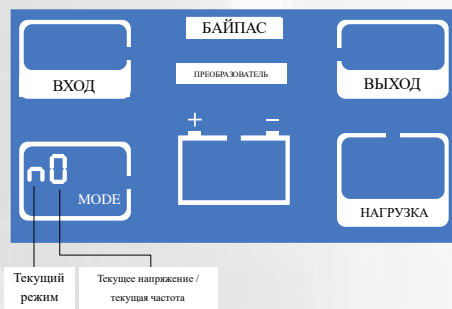 БАЙПАС
ВХОД
ПРЕОБРАЗОВАТЕЛЬ
ВЫХОД
+ −
n0
MODE
НАГРУЗКА
Текущий
режим
Текущее напряжение /
текущая частота